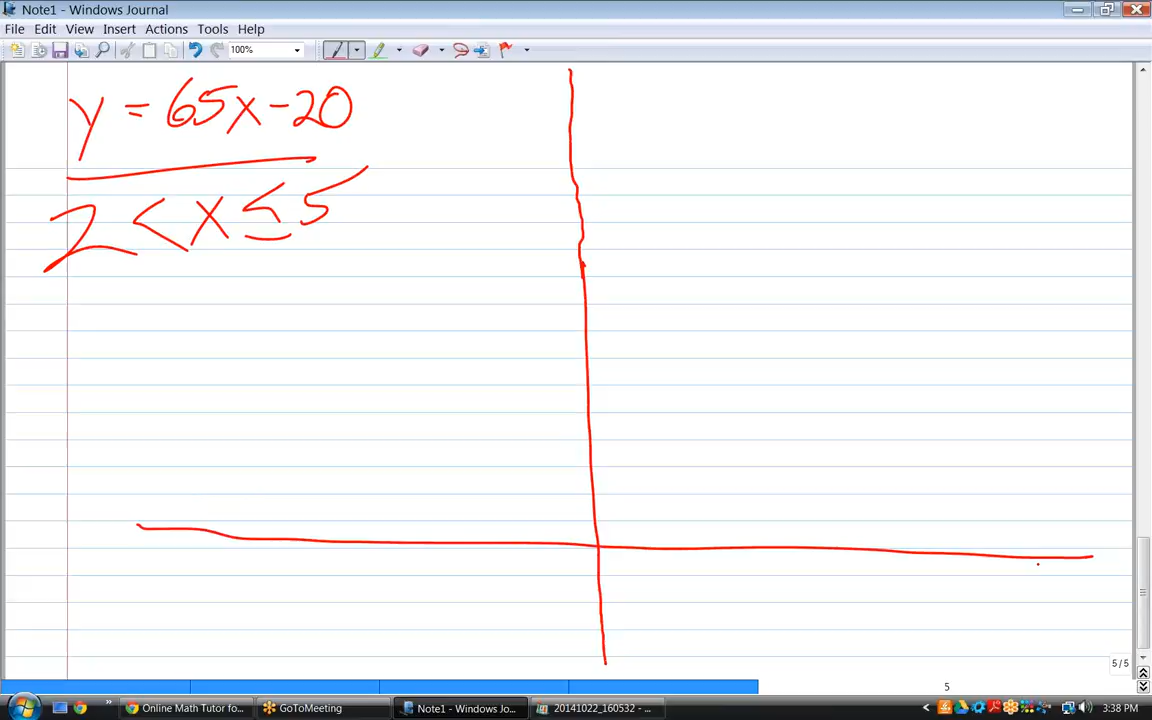 Note1 - Windows Journal
File Edit View Insert Actions Tools Help
100%
y = 65x - 20
2 < x ≤ 5
5/5
5
Online Math Tutor fo... GoToMeeting Note1 - Windows Jo... 20141022_160532 - ... 3:38 PM